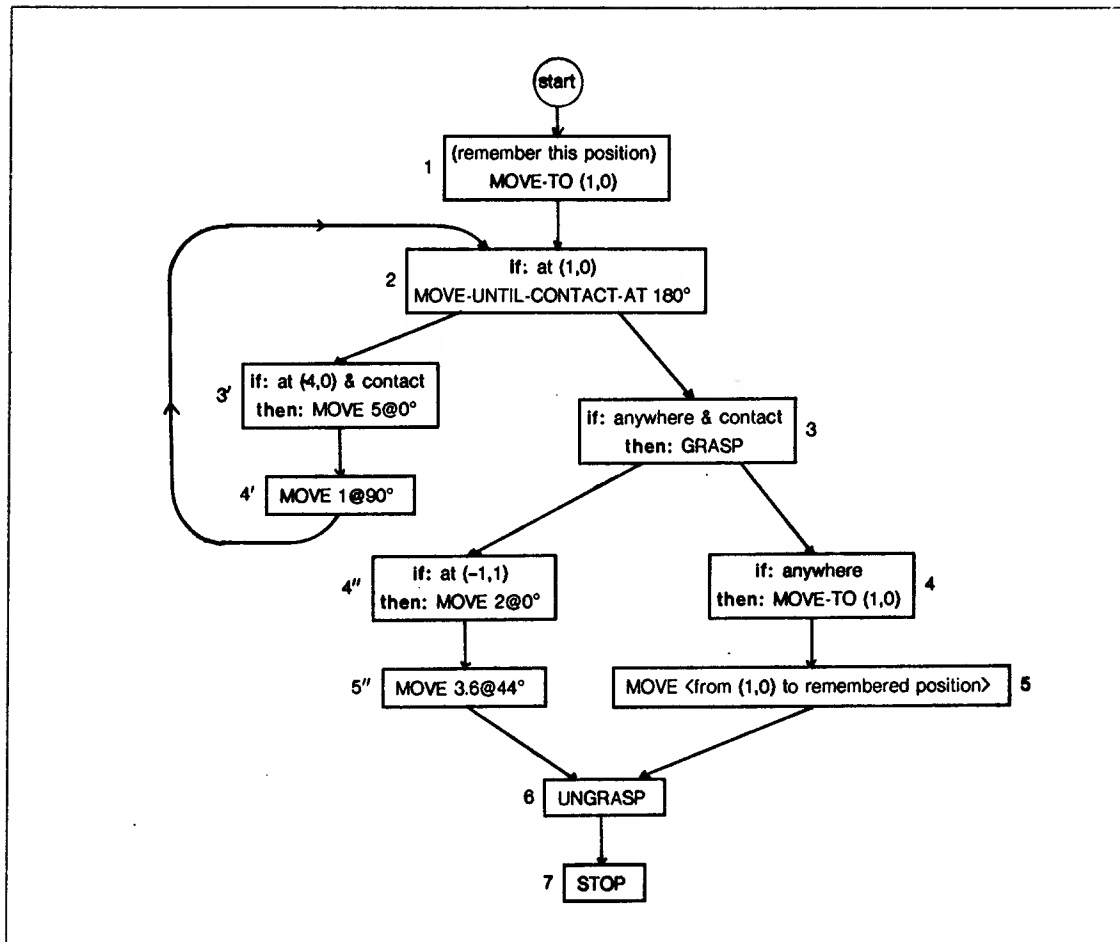 start
1
(remember this position)
MOVE-TO (1,0)
2
if: at (1,0)
MOVE-UNTIL-CONTACT-AT 180°
3'
if: at (-4,0) & contact
then: MOVE 5@0°
if: anywhere & contact
then: GRASP
3
4'
MOVE 1@90°
4"
if: at (-1,1)
then: MOVE 2@0°
if: anywhere
then: MOVE-TO (1,0)
4
5"
MOVE 3.6@44°
MOVE <from (1,0) to remembered position>
5
6
UNGRASP
7
STOP